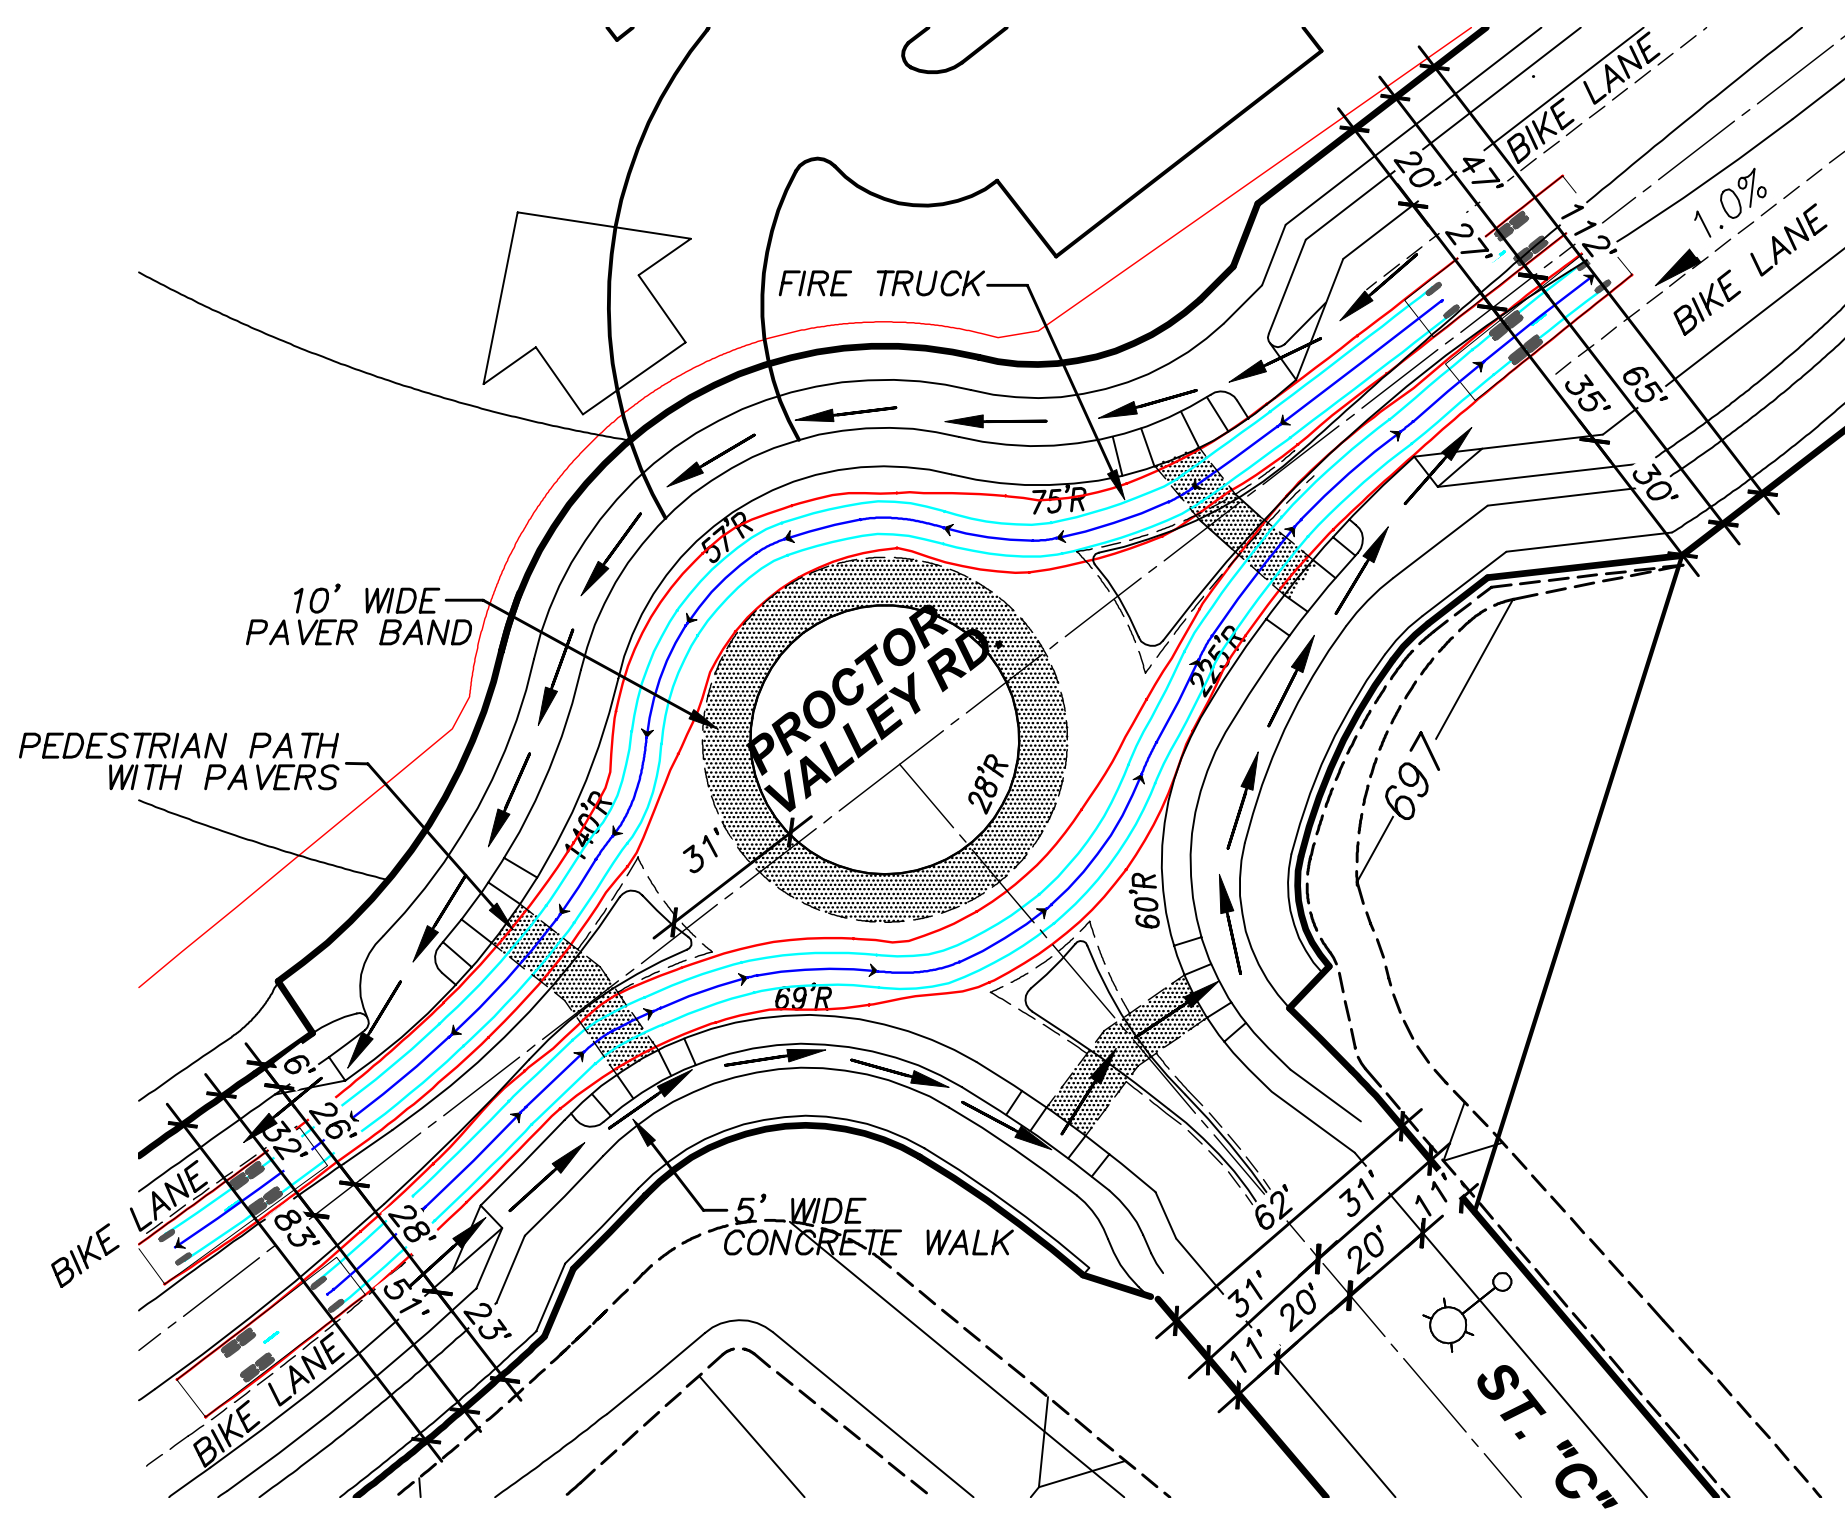 BIKE LANE
20'
47'
1.0%
27'
112'
BIKE LANE
FIRE TRUCK
35'
65'
30'
75'R
57'R
10' WIDE
PAVER BAND
PROCTOR
VALLEY RD.
225'R
PEDESTRIAN PATH
WITH PAVERS
697
28'R
140'R
31'
60'R
69'R
6'
26'
32'
BIKE LANE
83'
28'
51'
23'
BIKE LANE
5' WIDE
CONCRETE WALK
62'
31'
11'
31'
20'
20'
11'
ST. "C"